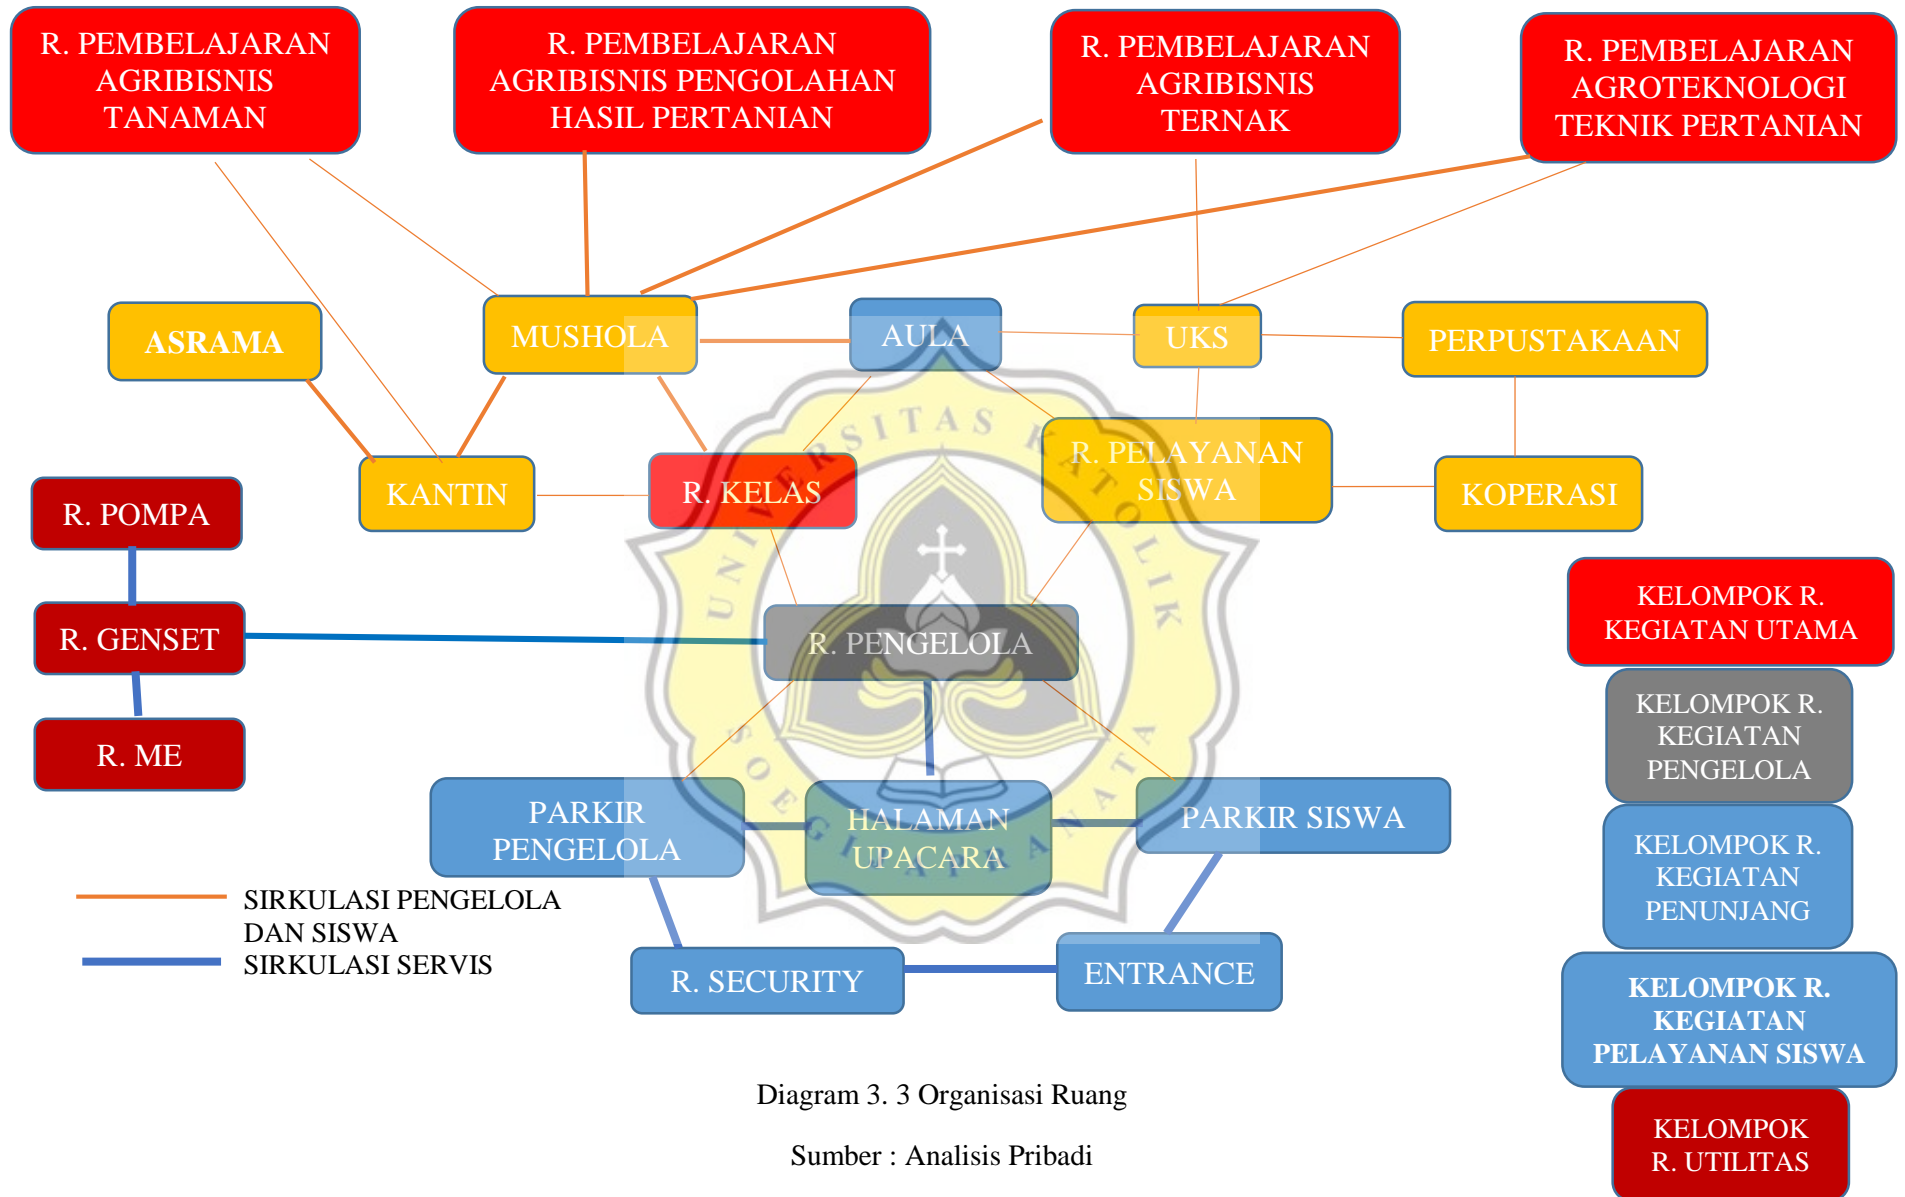 R. PEMBELAJARAN
AGRIBISNIS
TANAMAN
R. PEMBELAJARAN
AGRIBISNIS PENGOLAHAN
HASIL PERTANIAN
R. PEMBELAJARAN
AGRIBISNIS
TERNAK
R. PEMBELAJARAN
AGROTEKNOLOGI
TEKNIK PERTANIAN
ASRAMA
MUSHOLA
AULA
UKS
PERPUSTAKAAN
KANTIN
R. KELAS
R. PELAYANAN
SISWA
KOPERASI
R. POMPA
R. GENSET
R. ME
R. PENGELOLA
PARKIR
PENGELOLA
HALAMAN
UPACARA
PARKIR SISWA
R. SECURITY
ENTRANCE
UNIVERSITAS KATOLIK
SOEGIJAPRANATA
SIRKULASI PENGELOLA
DAN SISWA
SIRKULASI SERVIS
KELOMPOK R.
KEGIATAN UTAMA
KELOMPOK R.
KEGIATAN
PENGELOLA
KELOMPOK R.
KEGIATAN
PENUNJANG
KELOMPOK R.
KEGIATAN
PELAYANAN SISWA
KELOMPOK
R. UTILITAS
Diagram 3. 3 Organisasi Ruang
Sumber : Analisis Pribadi